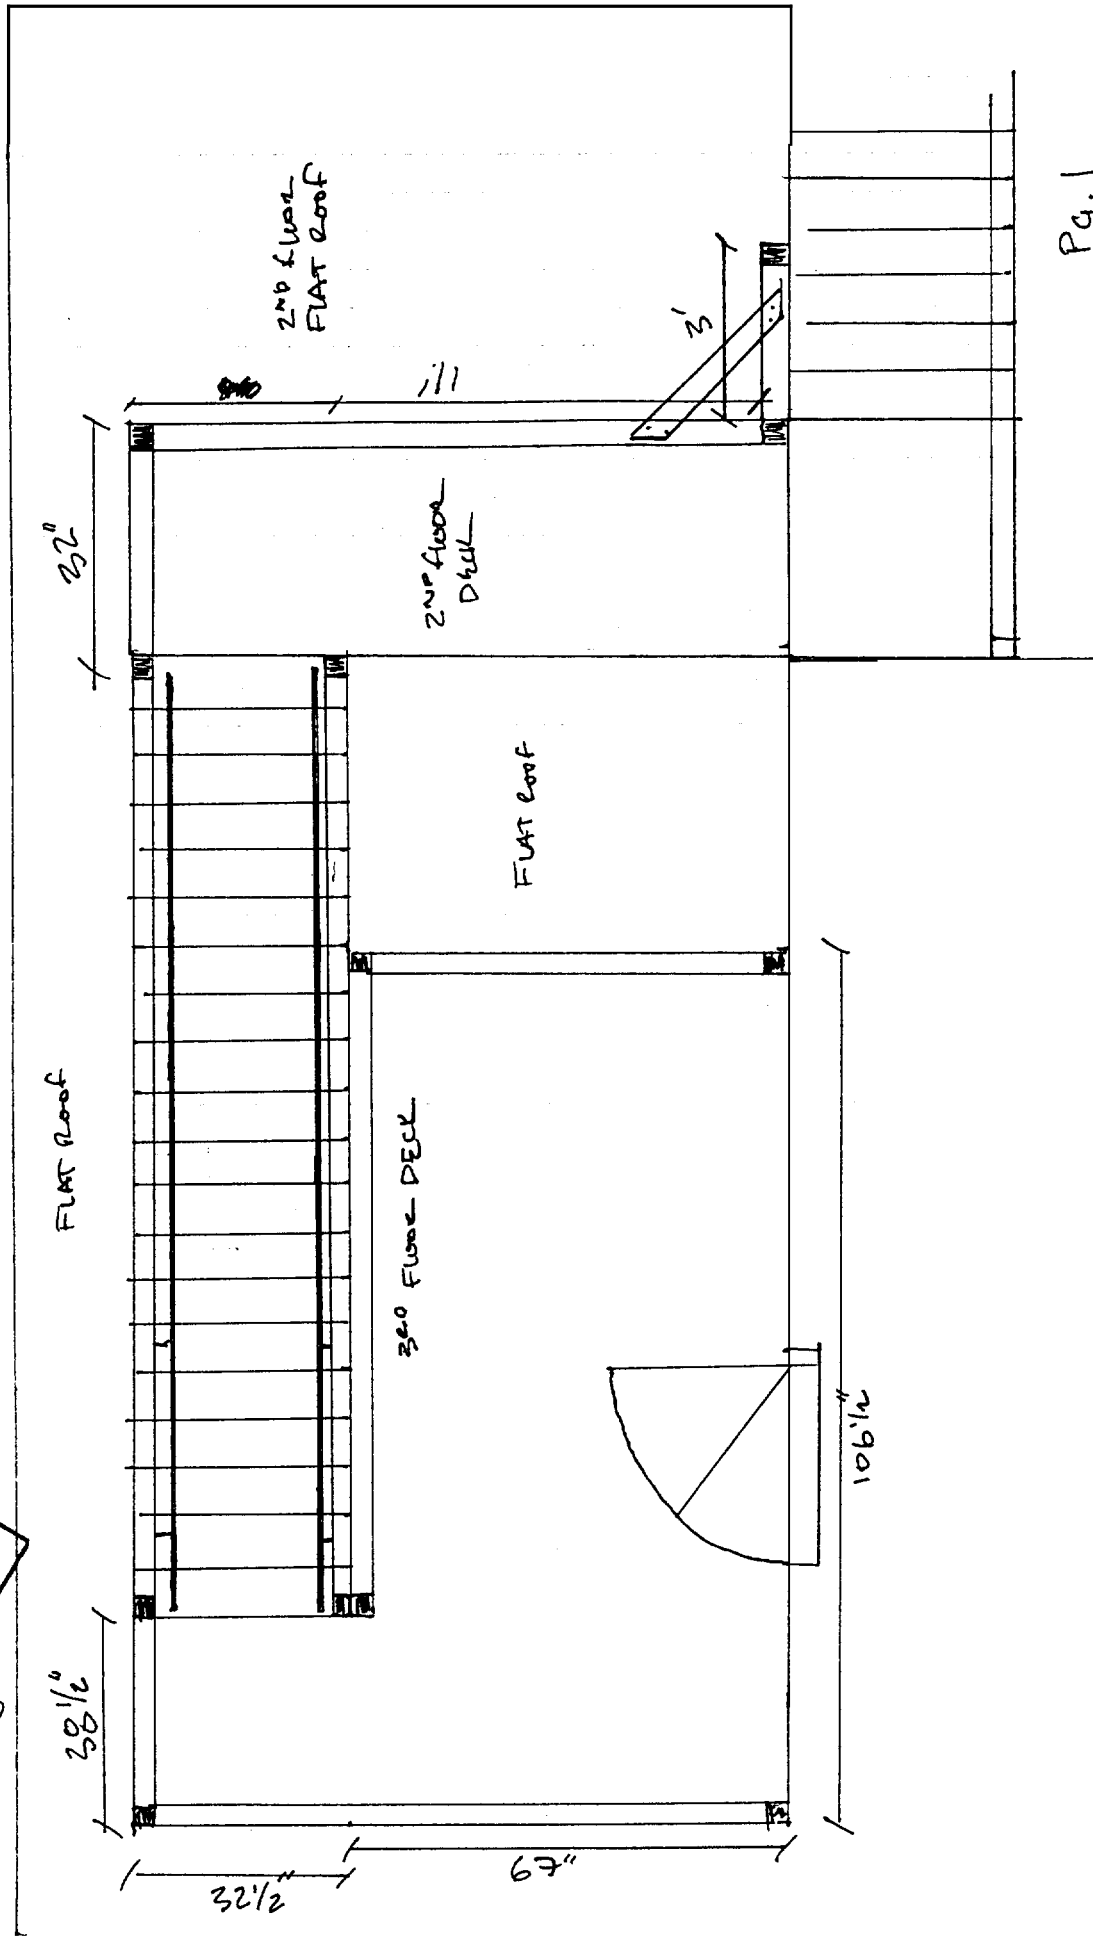 FLAT ROOF
32"
30 1/2"
2ND FLOOR
FLAT ROOF
3'
2ND FLOOR
DECK
FLAT ROOF
3RD FLOOR DECK
106 1/2"
67"
32 1/2"
PG. 1